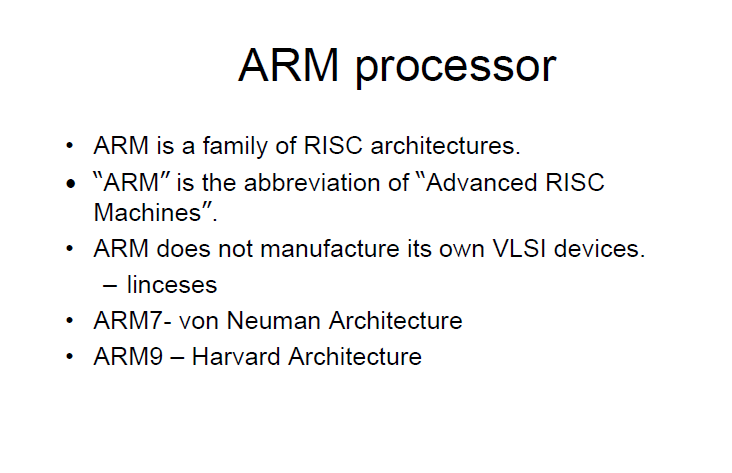 ARM processor
• ARM is a family of RISC architectures.
• “ARM” is the abbreviation of “Advanced RISC
Machines”.
• ARM does not manufacture its own VLSI devices.
– linceses
• ARM7- von Neuman Architecture
• ARM9 – Harvard Architecture